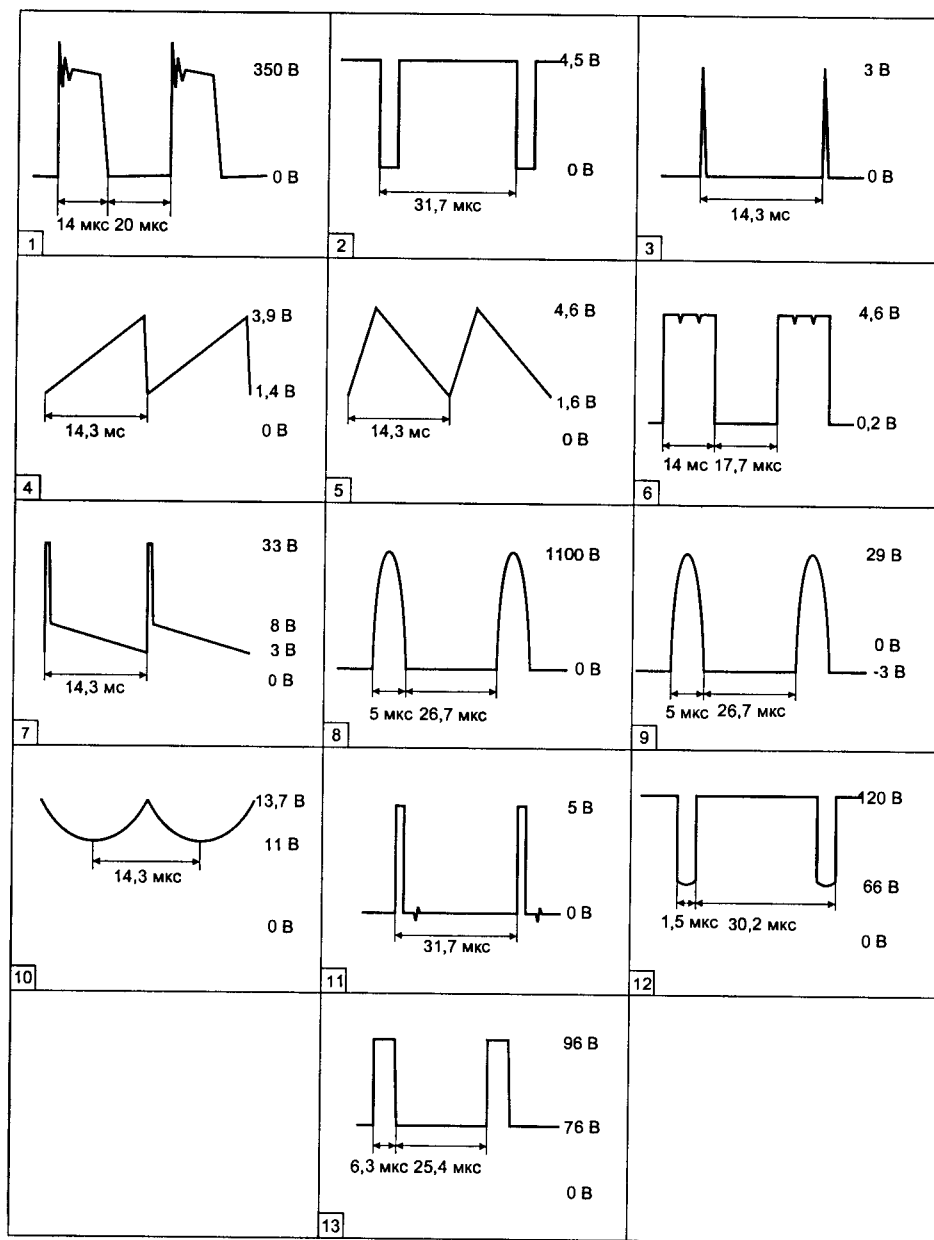 350 В
0 В
14 мкс 20 мкс
1
4,5 В
0 В
31,7 мкс
2
3 В
0 В
14,3 мс
3
3,9 В
1,4 В
14,3 мс
0 В
4
4,6 В
1,6 В
14,3 мс
0 В
5
4,6 В
0,2 В
14 мс 17,7 мкс
6
33 В
8 В
3 В
0 В
14,3 мс
7
1100 В
0 В
5 мкс 26,7 мкс
8
29 В
0 В
-3 В
5 мкс 26,7 мкс
9
13,7 В
11 В
14,3 мкс
0 В
10
5 В
0 В
31,7 мкс
11
120 В
66 В
1,5 мкс 30,2 мкс
0 В
12
96 В
76 В
6,3 мкс 25,4 мкс
0 В
13